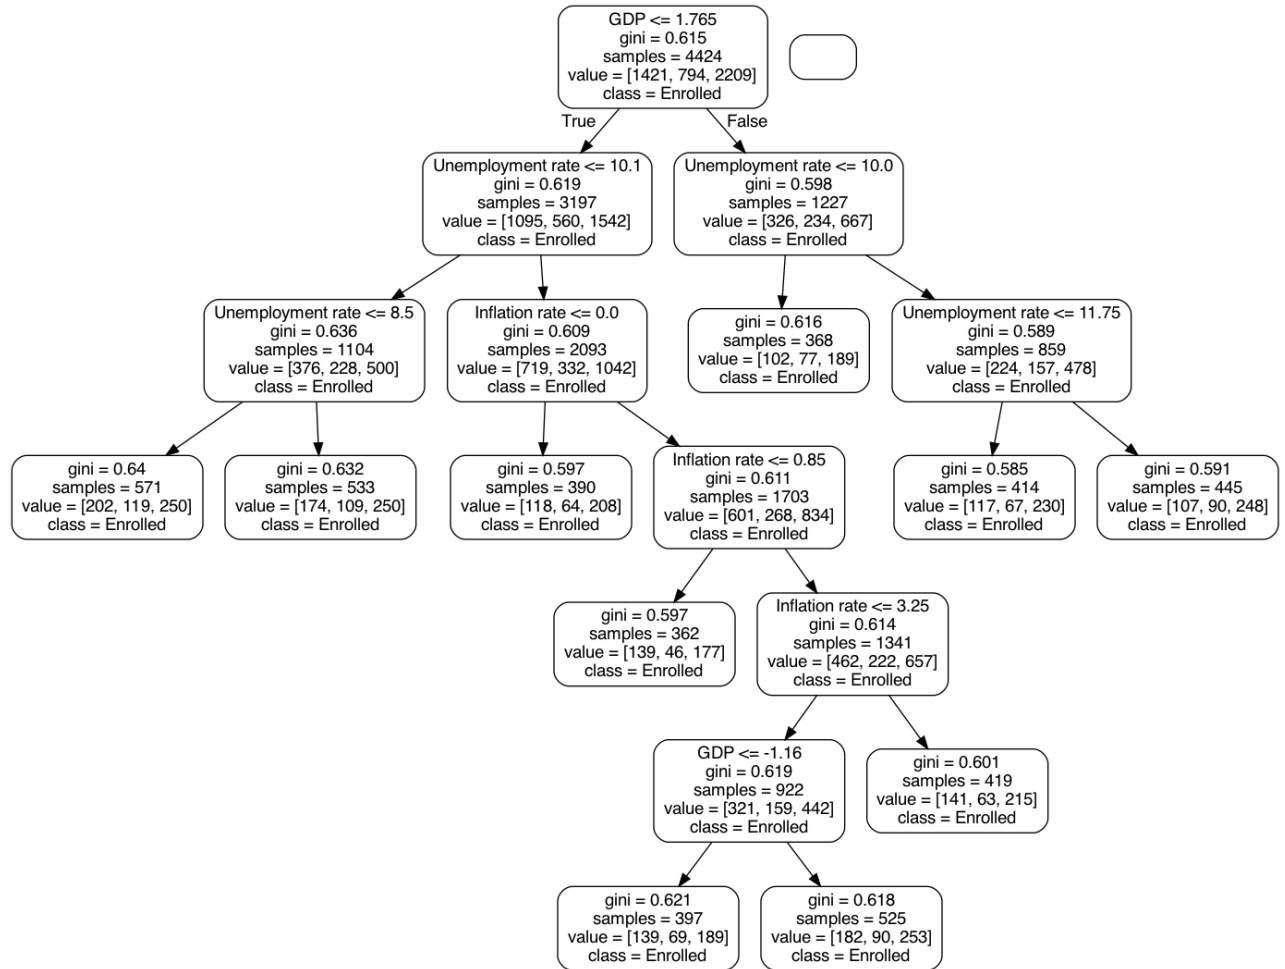 GDP <= 1.765
gini = 0.615
samples = 4424
value = [1421, 794, 2209]
class = Enrolled
True
False
Unemployment rate <= 10.1
gini = 0.619
samples = 3197
value = [1095, 560, 1542]
class = Enrolled
Unemployment rate <= 10.0
gini = 0.598
samples = 1227
value = [326, 234, 667]
class = Enrolled
Unemployment rate <= 8.5
gini = 0.636
samples = 1104
value = [376, 228, 500]
class = Enrolled
Inflation rate <= 0.0
gini = 0.609
samples = 2093
value = [719, 332, 1042]
class = Enrolled
gini = 0.616
samples = 368
value = [102, 77, 189]
class = Enrolled
Unemployment rate <= 11.75
gini = 0.589
samples = 859
value = [224, 157, 478]
class = Enrolled
gini = 0.64
samples = 571
value = [202, 119, 250]
class = Enrolled
gini = 0.632
samples = 533
value = [174, 109, 250]
class = Enrolled
gini = 0.597
samples = 390
value = [118, 64, 208]
class = Enrolled
Inflation rate <= 0.85
gini = 0.611
samples = 1703
value = [601, 268, 834]
class = Enrolled
gini = 0.585
samples = 414
value = [117, 67, 230]
class = Enrolled
gini = 0.591
samples = 445
value = [107, 90, 248]
class = Enrolled
gini = 0.597
samples = 362
value = [139, 46, 177]
class = Enrolled
Inflation rate <= 3.25
gini = 0.614
samples = 1341
value = [462, 222, 657]
class = Enrolled
GDP <= -1.16
gini = 0.619
samples = 922
value = [321, 159, 442]
class = Enrolled
gini = 0.601
samples = 419
value = [141, 63, 215]
class = Enrolled
gini = 0.621
samples = 397
value = [139, 69, 189]
class = Enrolled
gini = 0.618
samples = 525
value = [182, 90, 253]
class = Enrolled